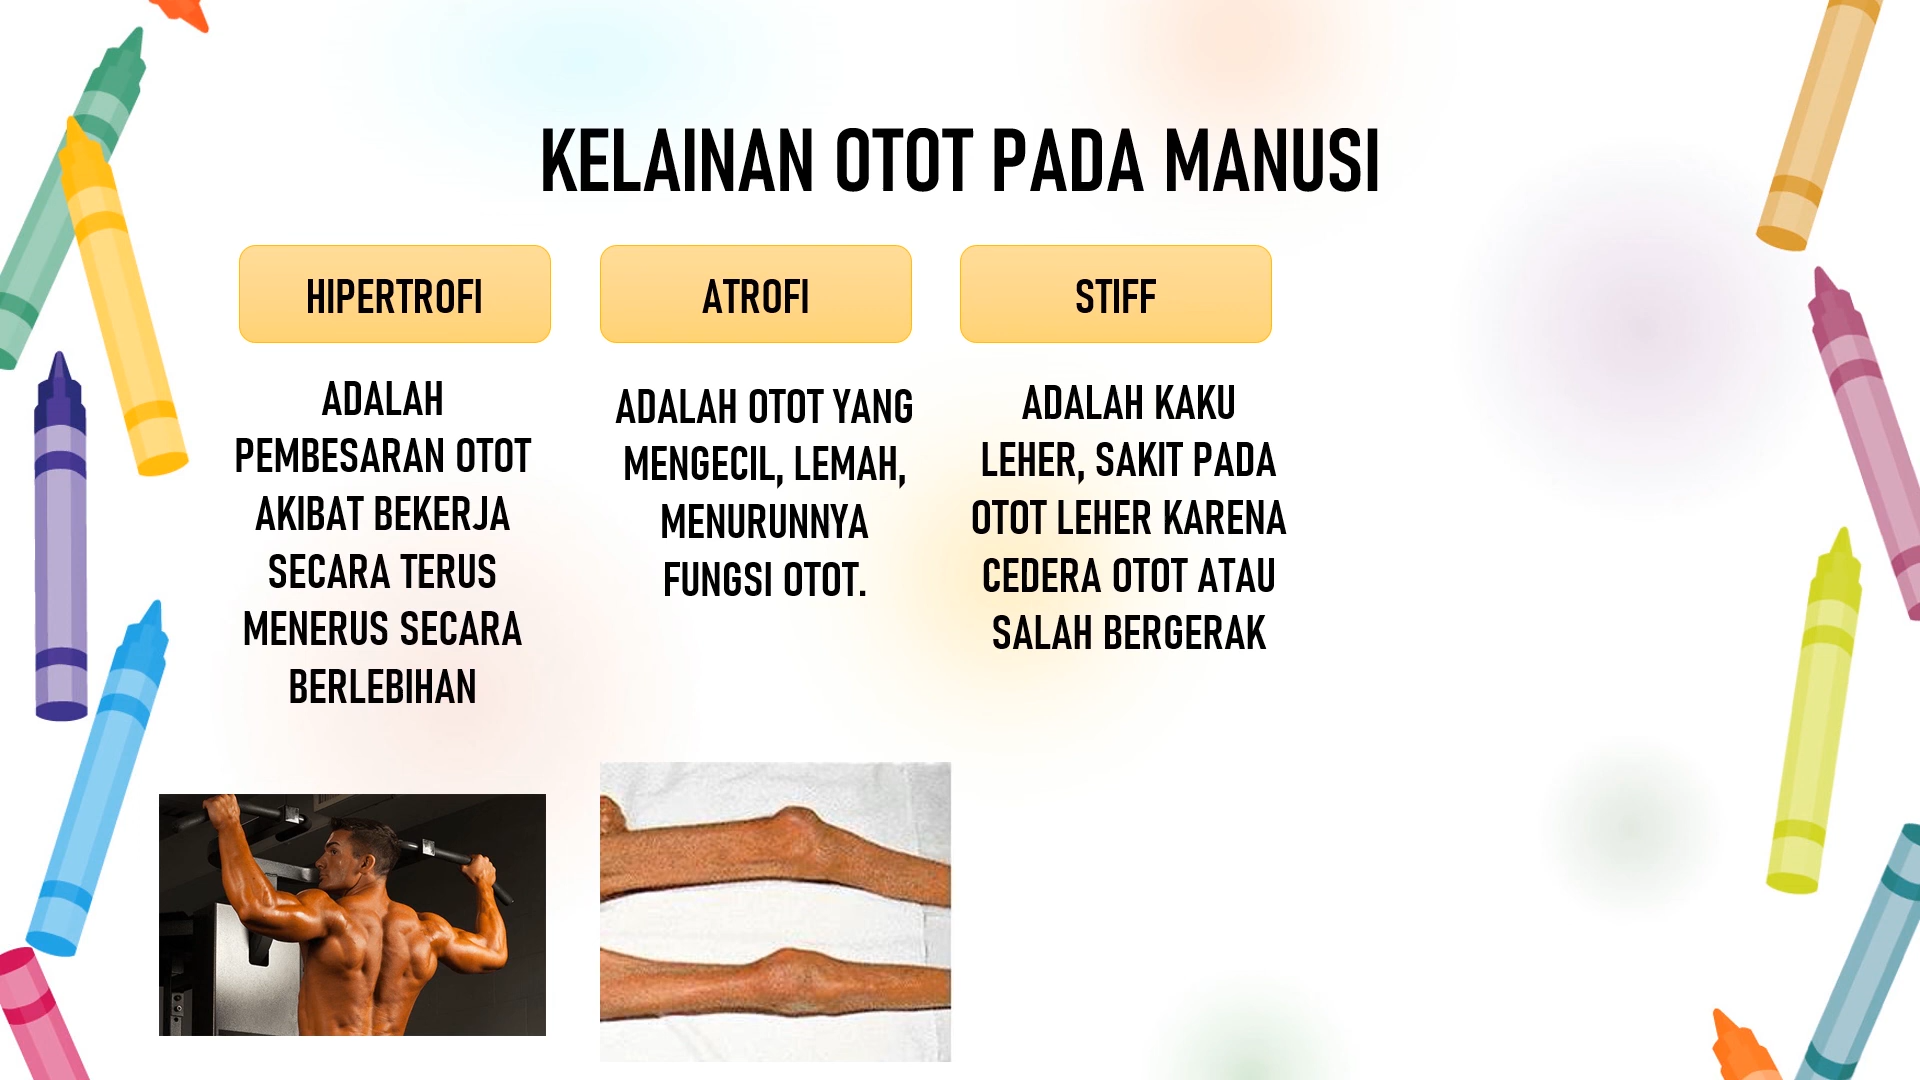 KELAINAN OTOT PADA MANUSI
HIPERTROFI
ADALAH
PEMBESARAN OTOT
AKIBAT BEKERJA
SECARA TERUS
MENERUS SECARA
BERLEBIHAN
ATROFI
ADALAH OTOT YANG
MENGECIL, LEMAH,
MENURUNNYA
FUNGSI OTOT.
STIFF
ADALAH KAKU
LEHER, SAKIT PADA
OTOT LEHER KARENA
CEDERA OTOT ATAU
SALAH BERGERAK